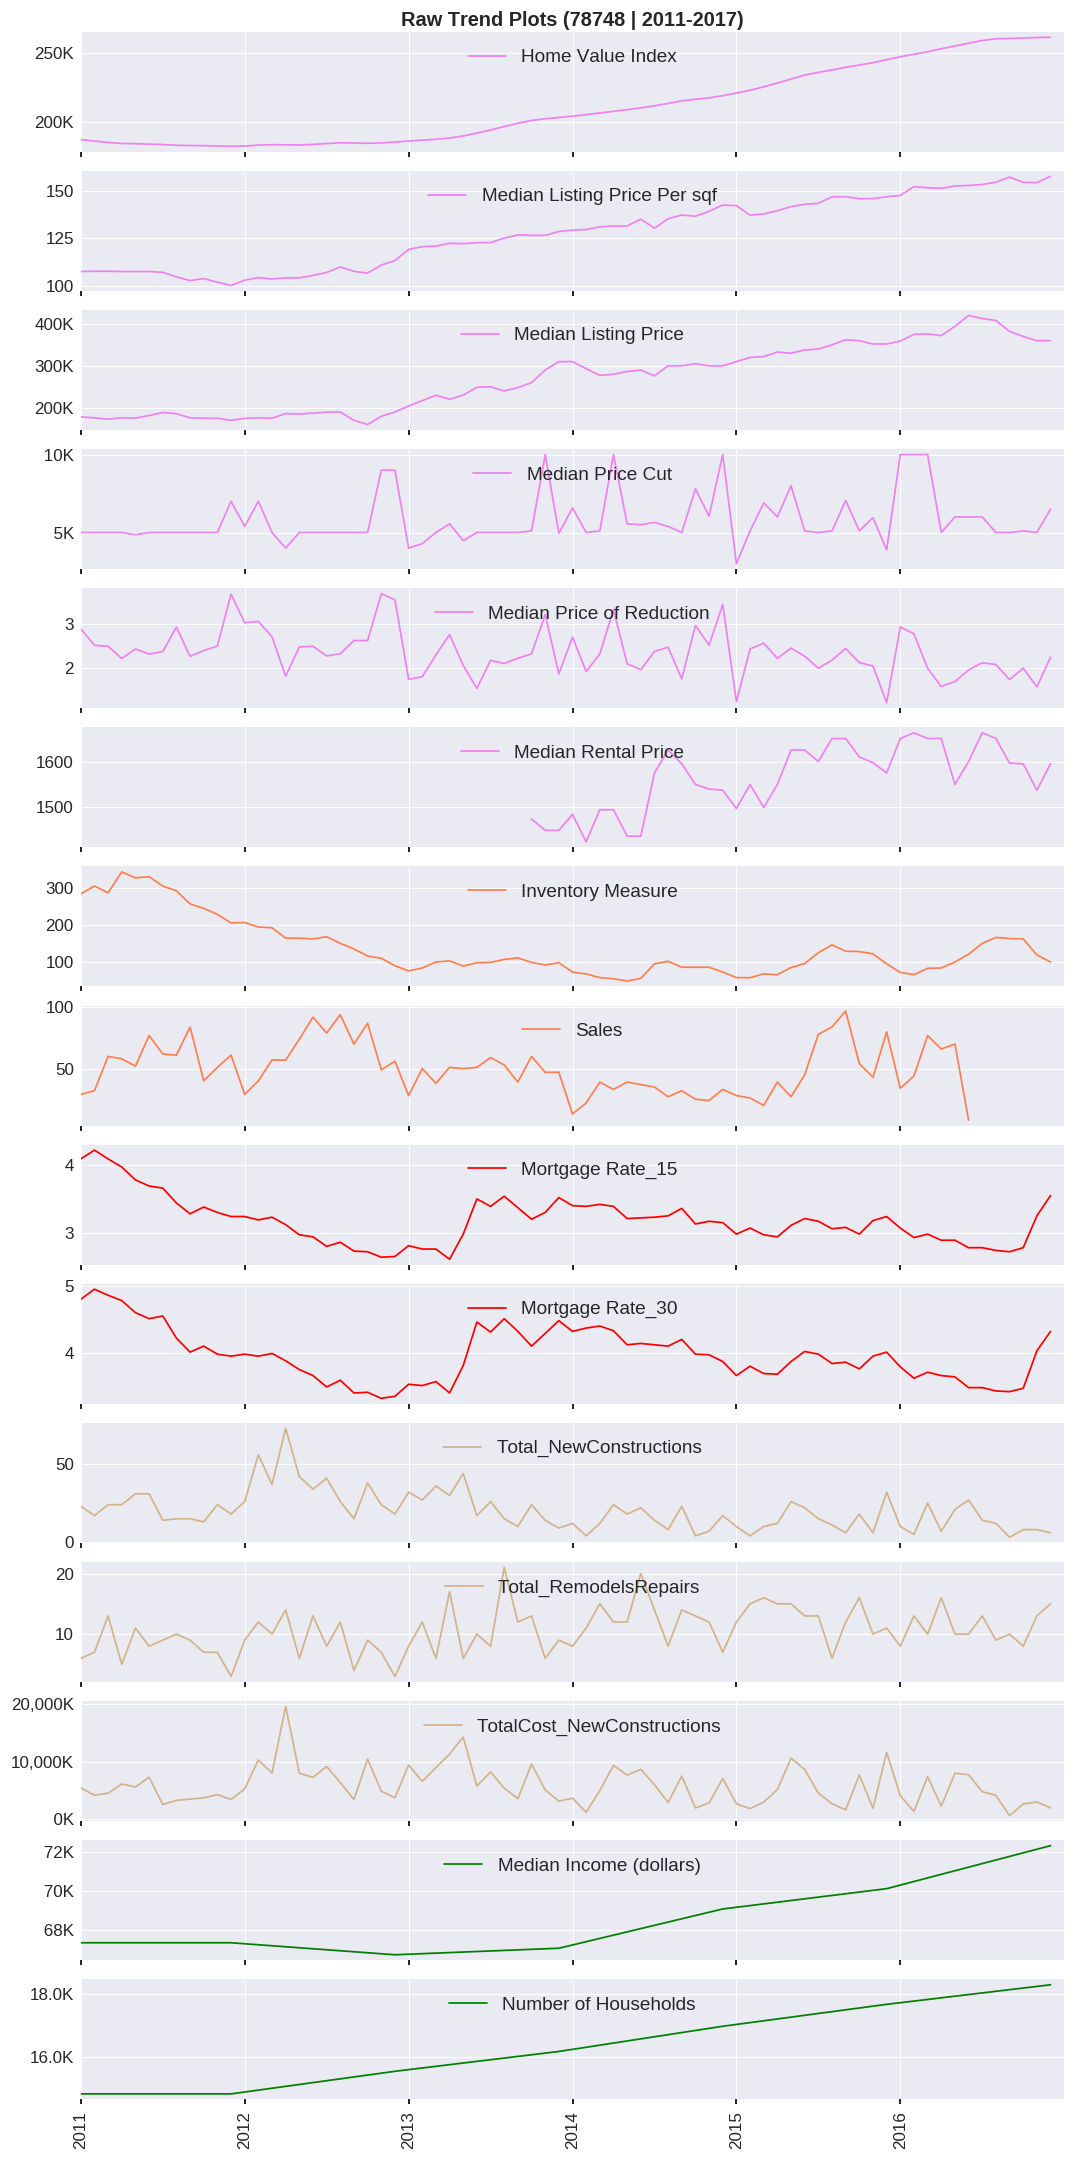 Raw Trend Plots (78748 | 2011-2017)
Home Value Index
250K
200K
Median Listing Price Per sqf
150
125
100
Median Listing Price
400K
300K
200K
Median Price Cut
10K
5K
Median Price of Reduction
3
2
Median Rental Price
1600
1500
Inventory Measure
300
200
100
Sales
100
50
Mortgage Rate_15
4
3
Mortgage Rate_30
5
4
Total_NewConstructions
50
0
Total_RemodelsRepairs
20
10
TotalCost_NewConstructions
20,000K
10,000K
0K
Median Income (dollars)
72K
70K
68K
Number of Households
18.0K
16.0K
2011 2012 2013 2014 2015 2016